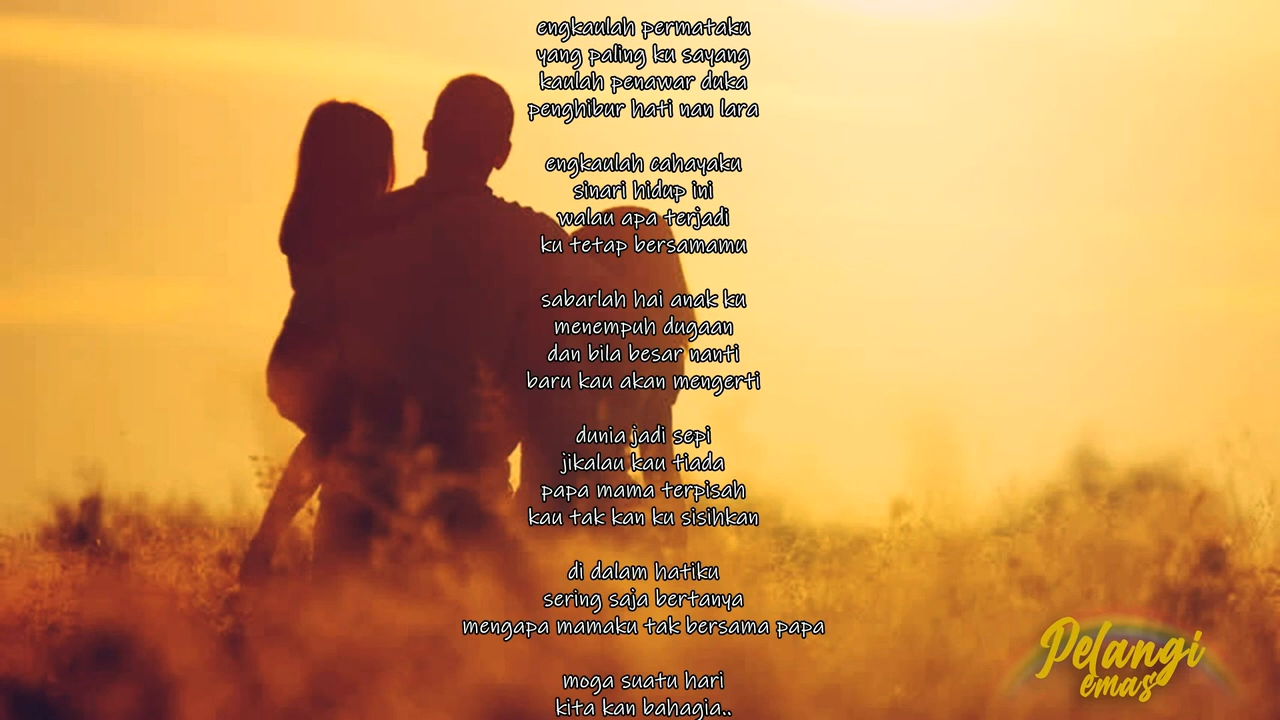 engkaulah permataku
yang paling ku sayang
kaulah penawar duka
penghibur hati nan lara
engkaulah cahayaku
sinari hidup ini
walau apa terjadi
ku tetap bersamamu
sabarlah hai anak ku
menempuh dugaan
dan bila besar nanti
baru kau akan mengerti
dunia jadi sepi
jikalau kau tiada
papa mama terpisah
kau tak kan ku sisihkan
di dalam hatiku
sering saja bertanya
mengapa mamaku tak bersama papa
moga suatu hari
kita kan bahagia..
Pelangi
emas